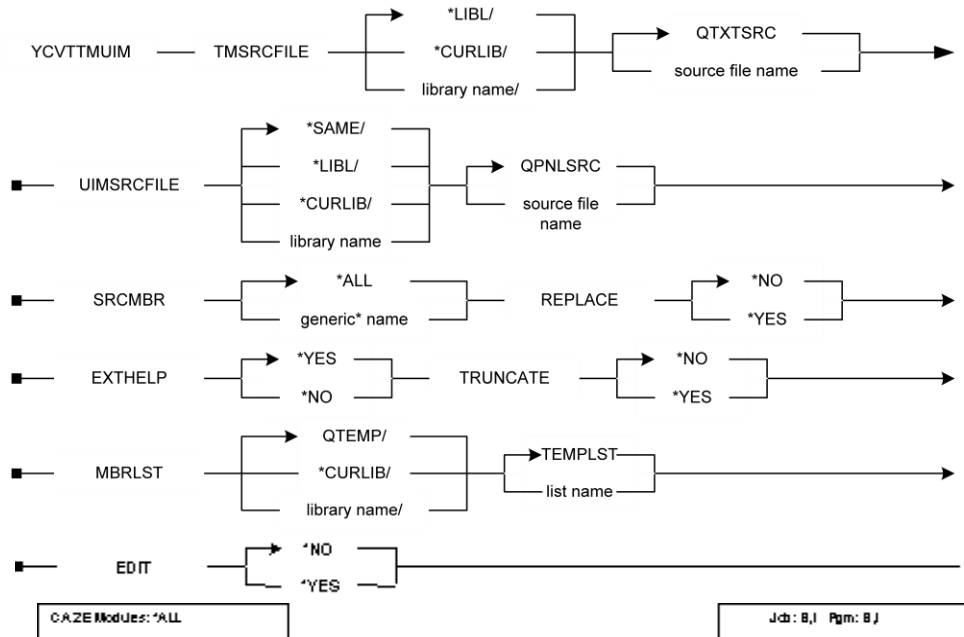 *LIBL/
QTXTSRC
YCVTTMUIM TMSRCFILE *CURLIB/
source file name
library name/
*SAME/
*LIBL/ QPNLSRC
UIMSRCFILE
*CURLIB/ source file
name
library name
*ALL *NO
SRCMBR REPLACE
generic* name *YES
*YES *NO
EXTHELP TRUNCATE
*NO *YES
QTEMP/
TEMPLST
MBRLST *CURLIB/
list name
library name/
*NO
EDIT
*YES
CAZE Modules: *ALL Job: B,I Pgm: B,I